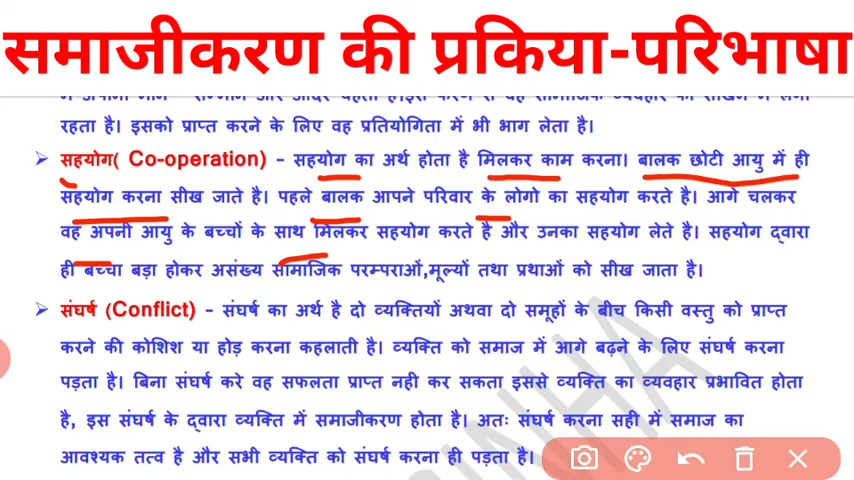 समाजीकरण की प्रकिया-परिभाषा
रहता है। इसको प्राप्त करने के लिए वह प्रतियोगिता में भी भाग लेता है।
➢ सहयोग( Co-operation) – सहयोग का अर्थ होता है मिलकर काम करना। बालक छोटी आयु में ही
सहयोग करना सीख जाते है। पहले बालक आपने परिवार के लोगो का सहयोग करते है। आगे चलकर
वह अपनी आयु के बच्चों के साथ मिलकर सहयोग करते है और उनका सहयोग लेते है। सहयोग द्वारा
ही बच्चा बड़ा होकर असंख्य सामाजिक परम्पराओं,मूल्यों तथा प्रथाओं को सीख जाता है।
➢ संघर्ष (Conflict) – संघर्ष का अर्थ है दो व्यक्तियों अथवा दो समूहों के बीच किसी वस्तु को प्राप्त
करने की कोशिश या होड़ करना कहलाती है। व्यक्ति को समाज में आगे बढ़ने के लिए संघर्ष करना
पड़ता है। बिना संघर्ष करे वह सफलता प्राप्त नही कर सकता इससे व्यक्ति का व्यवहार प्रभावित होता
है, इस संघर्ष के द्वारा व्यक्ति में समाजीकरण होता है। अतः संघर्ष करना सही में समाज का
आवश्यक तत्व है और सभी व्यक्ति को संघर्ष करना ही पड़ता है।